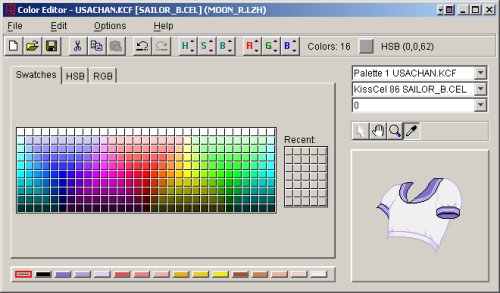 Color Editor - USACHAN.KCF [SAILOR_B.CEL] (MOON_R.LZH)
File Edit Options Help
H S B R G B Colors: 16 HSB (0,0,62)
Swatches HSB RGB
Palette 1 USACHAN.KCF
KissCel 86 SAILOR_B.CEL
0
Recent: